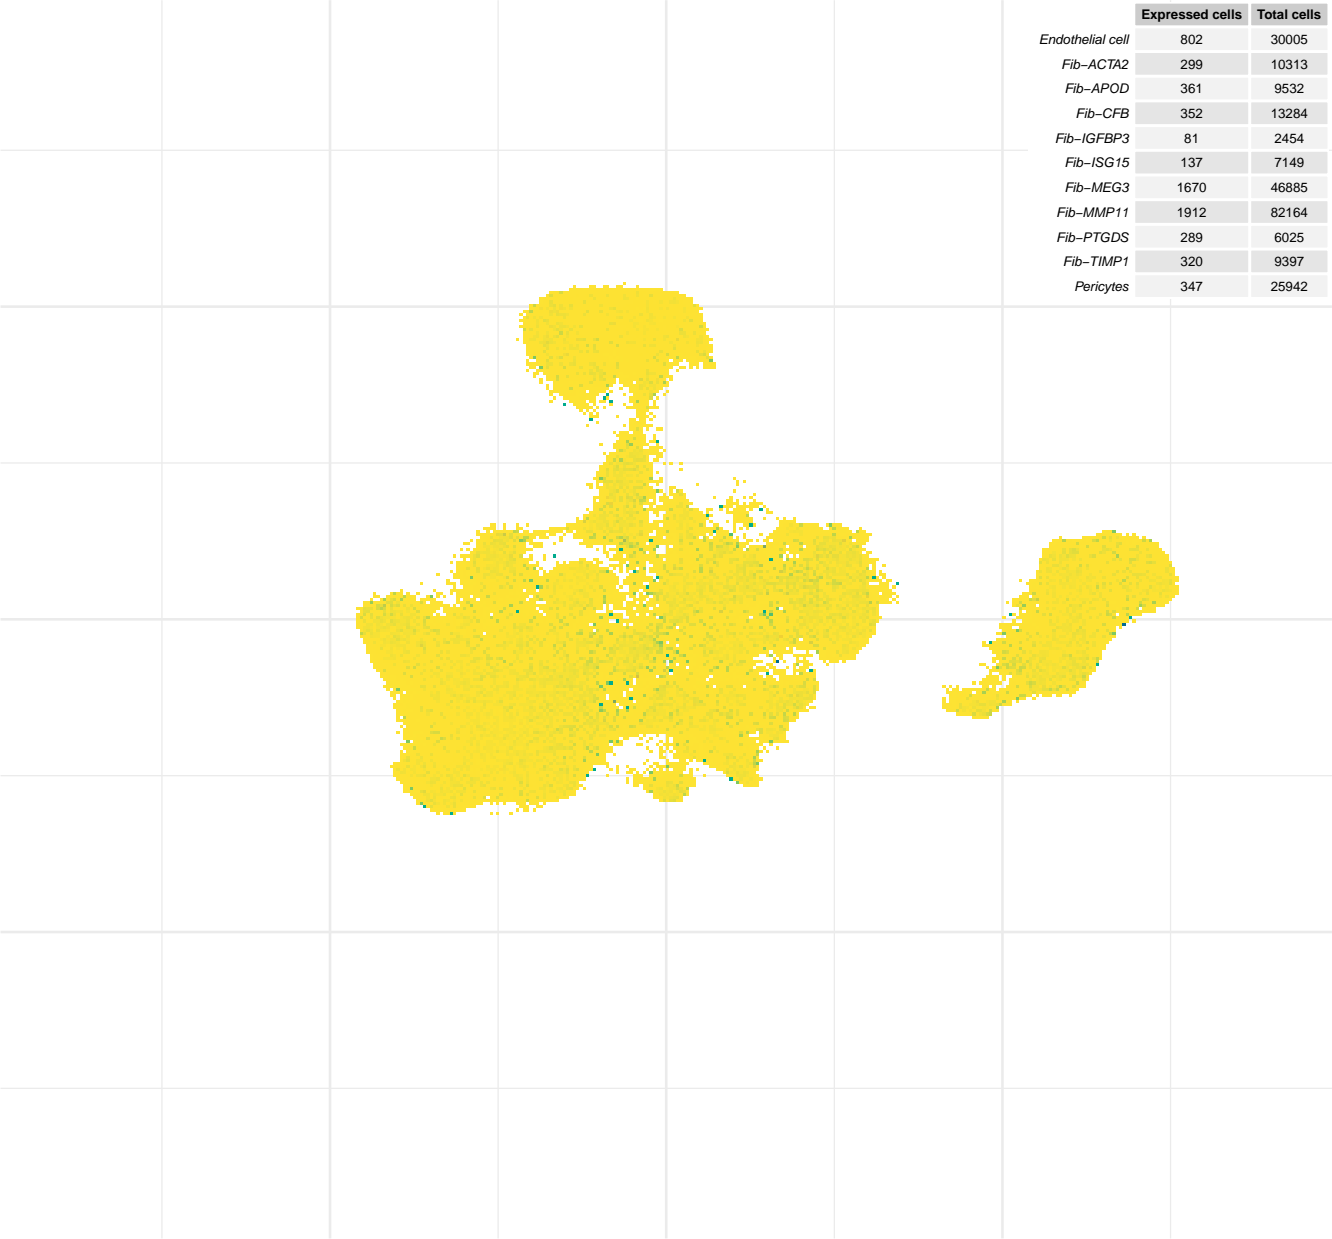 Expressed cells Total cells
Endothelial cell 802 30005
Fib−ACTA2 299 10313
Fib−APOD 361 9532
Fib−CFB 352 13284
Fib−IGFBP3 81 2454
Fib−ISG15 137 7149
Fib−MEG3 1670 46885
Fib−MMP11 1912 82164
Fib−PTGDS 289 6025
Fib−TIMP1 320 9397
Pericytes 347 25942